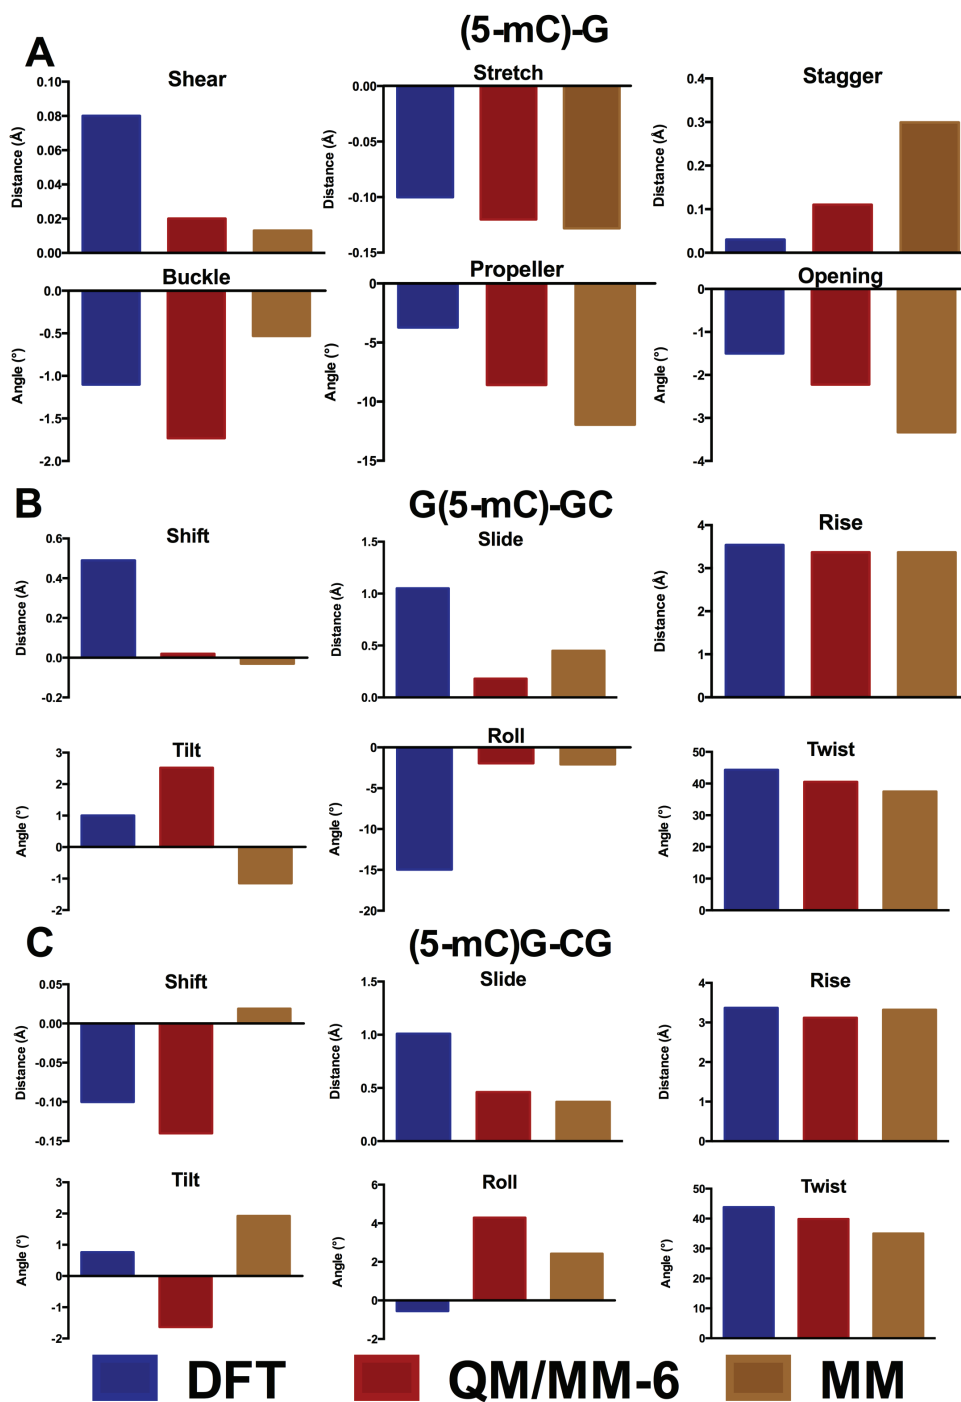 A
(5-mC)-G
Shear
Distance (Å)
0.10
0.08
0.06
0.04
0.02
0.00
Stretch
Distance (Å)
0.00
-0.05
-0.10
-0.15
Stagger
Distance (Å)
0.4
0.3
0.2
0.1
0.0
Buckle
Angle (°)
0.0
-0.5
-1.0
-1.5
-2.0
Propeller
Angle (°)
0
-5
-10
-15
Opening
Angle (°)
0
-1
-2
-3
-4
B
G(5-mC)-GC
Shift
Distance (Å)
0.6
0.4
0.2
0.0
-0.2
Slide
Distance (Å)
1.5
1.0
0.5
0.0
Rise
Distance (Å)
4
3
2
1
0
Tilt
Angle (°)
3
2
1
0
-1
-2
Roll
Angle (°)
0
-5
-10
-15
-20
Twist
Angle (°)
50
40
30
20
10
0
C
(5-mC)G-CG
Shift
Distance (Å)
0.05
0.00
-0.05
-0.10
-0.15
Slide
Distance (Å)
1.5
1.0
0.5
0.0
Rise
Distance (Å)
4
3
2
1
0
Tilt
Angle (°)
3
2
1
0
-1
-2
Roll
Angle (°)
6
4
2
0
-2
Twist
Angle (°)
50
40
30
20
10
0
DFT
QM/MM-6
MM